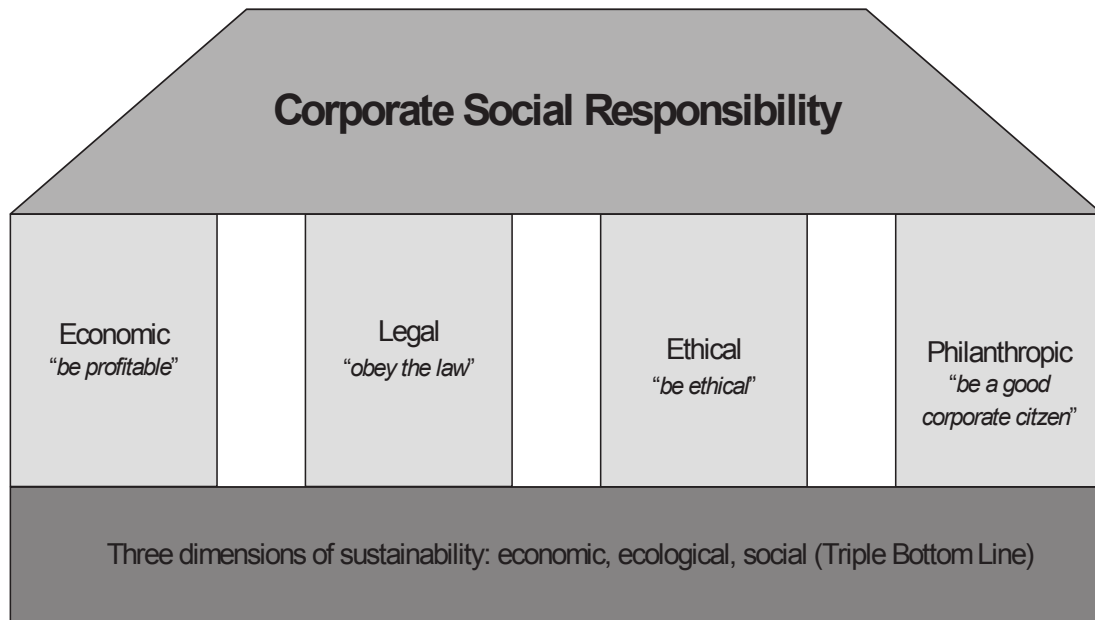 Corporate Social Responsibility
Economic
“be profitable”
Legal
“obey the law”
Ethical
“be ethical”
Philanthropic
“be a good
corporate citzen”
Three dimensions of sustainability: economic, ecological, social (Triple Bottom Line)